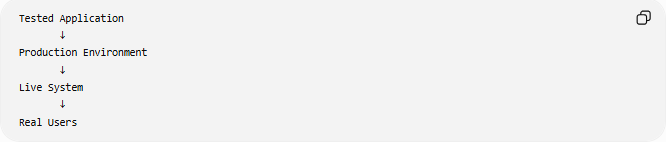 Tested Application
↓
Production Environment
↓
Live System
↓
Real Users